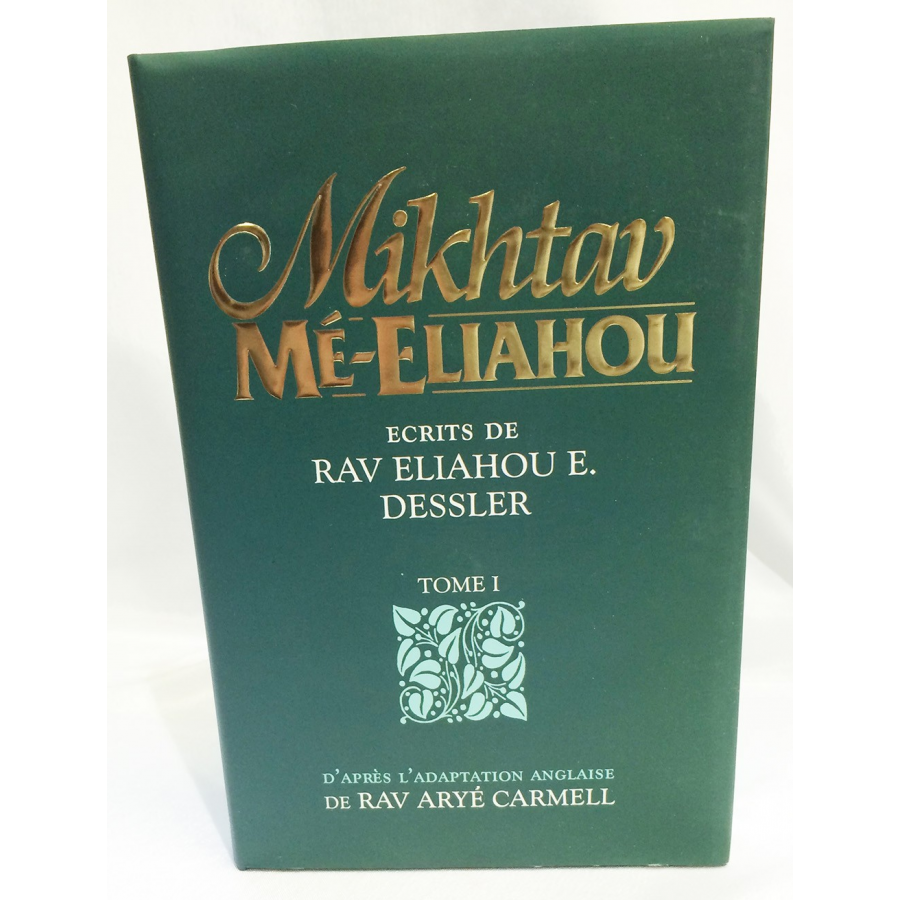 Mikhtav
MÉ-ELIAHOU
ECRITS DE
RAV ELIAHOU E.
DESSLER
TOME I
D'APRÈS L'ADAPTATION ANGLAISE
DE RAV ARYÉ CARMELL